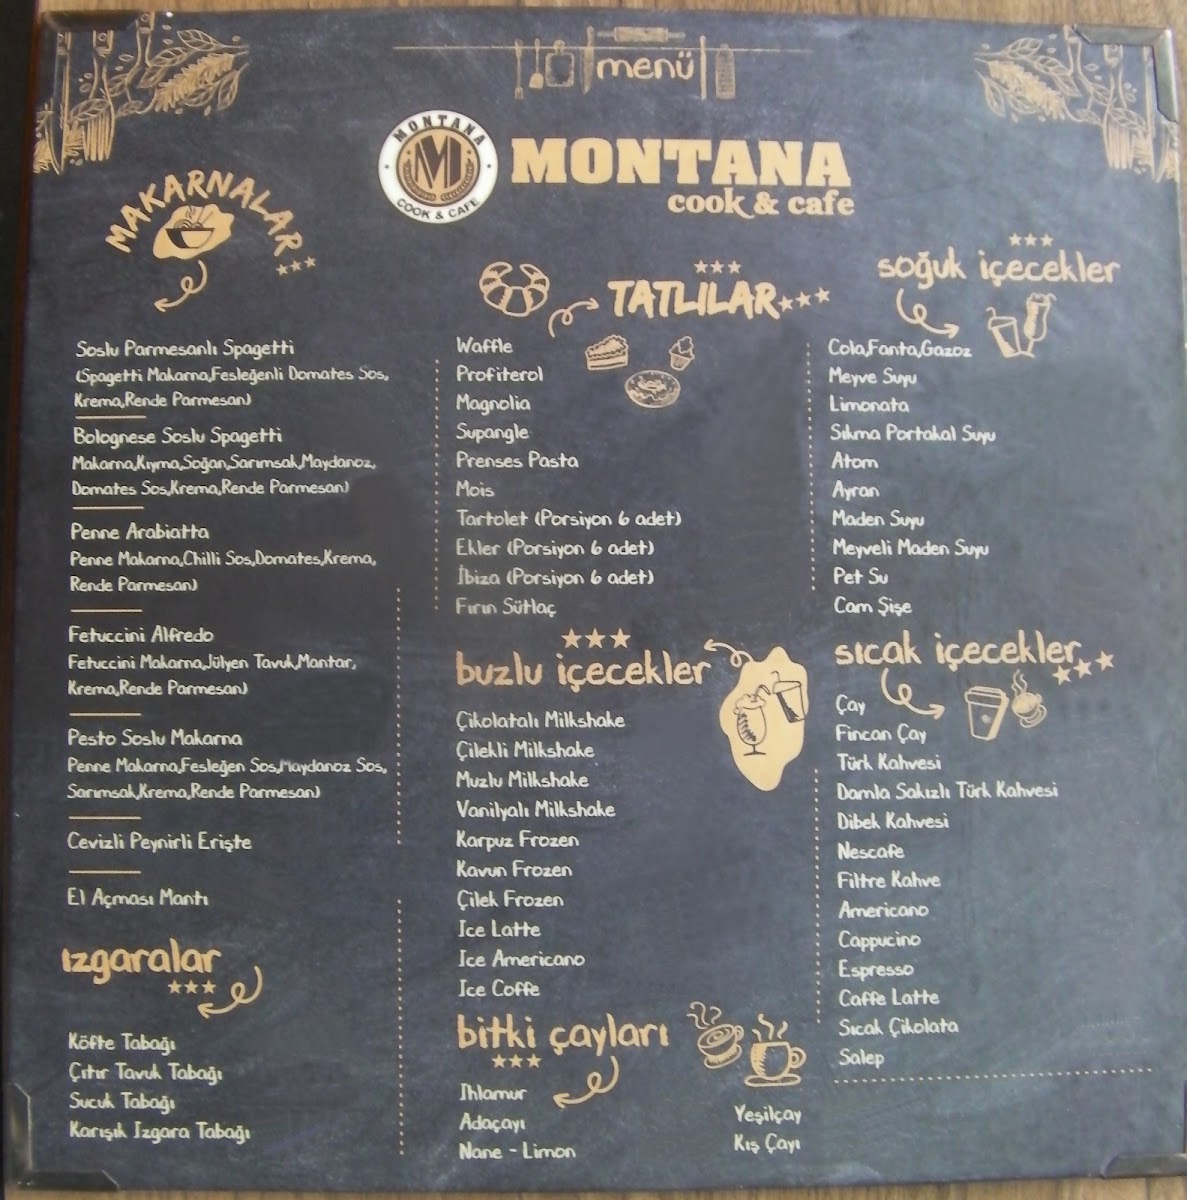 menü
MONTANA
COOK & CAFE
M
MONTANA
cook & cafe
MAKARNALAR
Soslu Parmesanlı Spagetti
(Spagetti Makarna,Fesleğenli Domates Sos,
Krema,Rende Parmesan)
Bolognese Soslu Spagetti
Makarna,Kıyma,Soğan,Sarımsak,Maydanoz,
Domates Sos,Krema,Rende Parmesan)
Penne Arabiatta
Penne Makarna,Chilli Sos,Domates,Krema,
Rende Parmesan)
Fetuccini Alfredo
Fetuccini Makarna,Jülyen Tavuk,Mantar,
Krema,Rende Parmesan)
Pesto Soslu Makarna
Penne Makarna,Fesleğen Sos,Maydanoz Sos,
Sarımsak,Krema,Rende Parmesan)
Cevizli Peynirli Erişte
El Açması Mantı
ızgaralar
Köfte Tabağı
Çıtır Tavuk Tabağı
Sucuk Tabağı
Karışık Izgara Tabağı
TATLILAR
Waffle
Profiterol
Magnolia
Supangle
Prenses Pasta
Mois
Tartolet (Porsiyon 6 adet)
Ekler (Porsiyon 6 adet)
İbiza (Porsiyon 6 adet)
Fırın Sütlaç
buzlu içecekler
Çikolatalı Milkshake
Çilekli Milkshake
Muzlu Milkshake
Vanilyalı Milkshake
Karpuz Frozen
Kavun Frozen
Çilek Frozen
Ice Latte
Ice Americano
Ice Coffe
bitki çayları
Ihlamur
Adaçayı
Nane - Limon
Yeşilçay
Kış Çayı
soğuk içecekler
Cola,Fanta,Gazoz
Meyve Suyu
Limonata
Sıkma Portakal Suyu
Atom
Ayran
Maden Suyu
Meyveli Maden Suyu
Pet Su
Cam Şişe
sıcak içecekler
Çay
Fincan Çay
Türk Kahvesi
Damla Sakızlı Türk Kahvesi
Dibek Kahvesi
Nescafe
Filtre Kahve
Americano
Cappucino
Espresso
Caffe Latte
Sıcak Çikolata
Salep